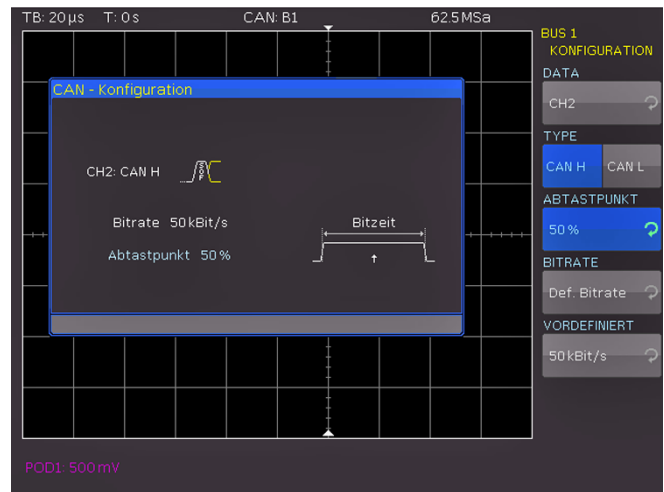 TB: 20µs T: 0s CAN: B1 62.5MSa
BUS 1
KONFIGURATION
DATA
CH2
TYPE
CAN H CAN L
ABTASTPUNKT
50%
BITRATE
Def. Bitrate
VORDEFINIERT
50kBit/s
CAN - Konfiguration
CH2: CAN H SOF
Bitrate 50kBit/s
Abtastpunkt 50%
Bitzeit
POD1: 500mV